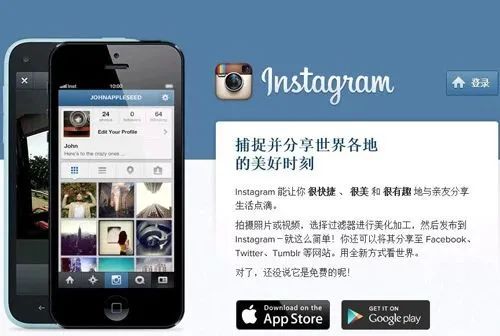 Instagram
登录
10:00
JOHNAPPLESEED
24
photos
0
followers
64
following
Edit Your Profile
John
Here's to the crazy ones ...
捕捉并分享世界各地
的美好时刻
Instagram 能让你 很快捷 、 很美 和 很有趣 地与亲友分享
生活点滴。
拍摄照片或视频，选择过滤器进行美化加工，然后发布到
Instagram－就这么简单！你还可以将其分享至 Facebook、
Twitter、Tumblr 等网站。用全新方式看世界。
对了，还没说它是免费的呢！
Download on the
App Store
GET IT ON
Google play